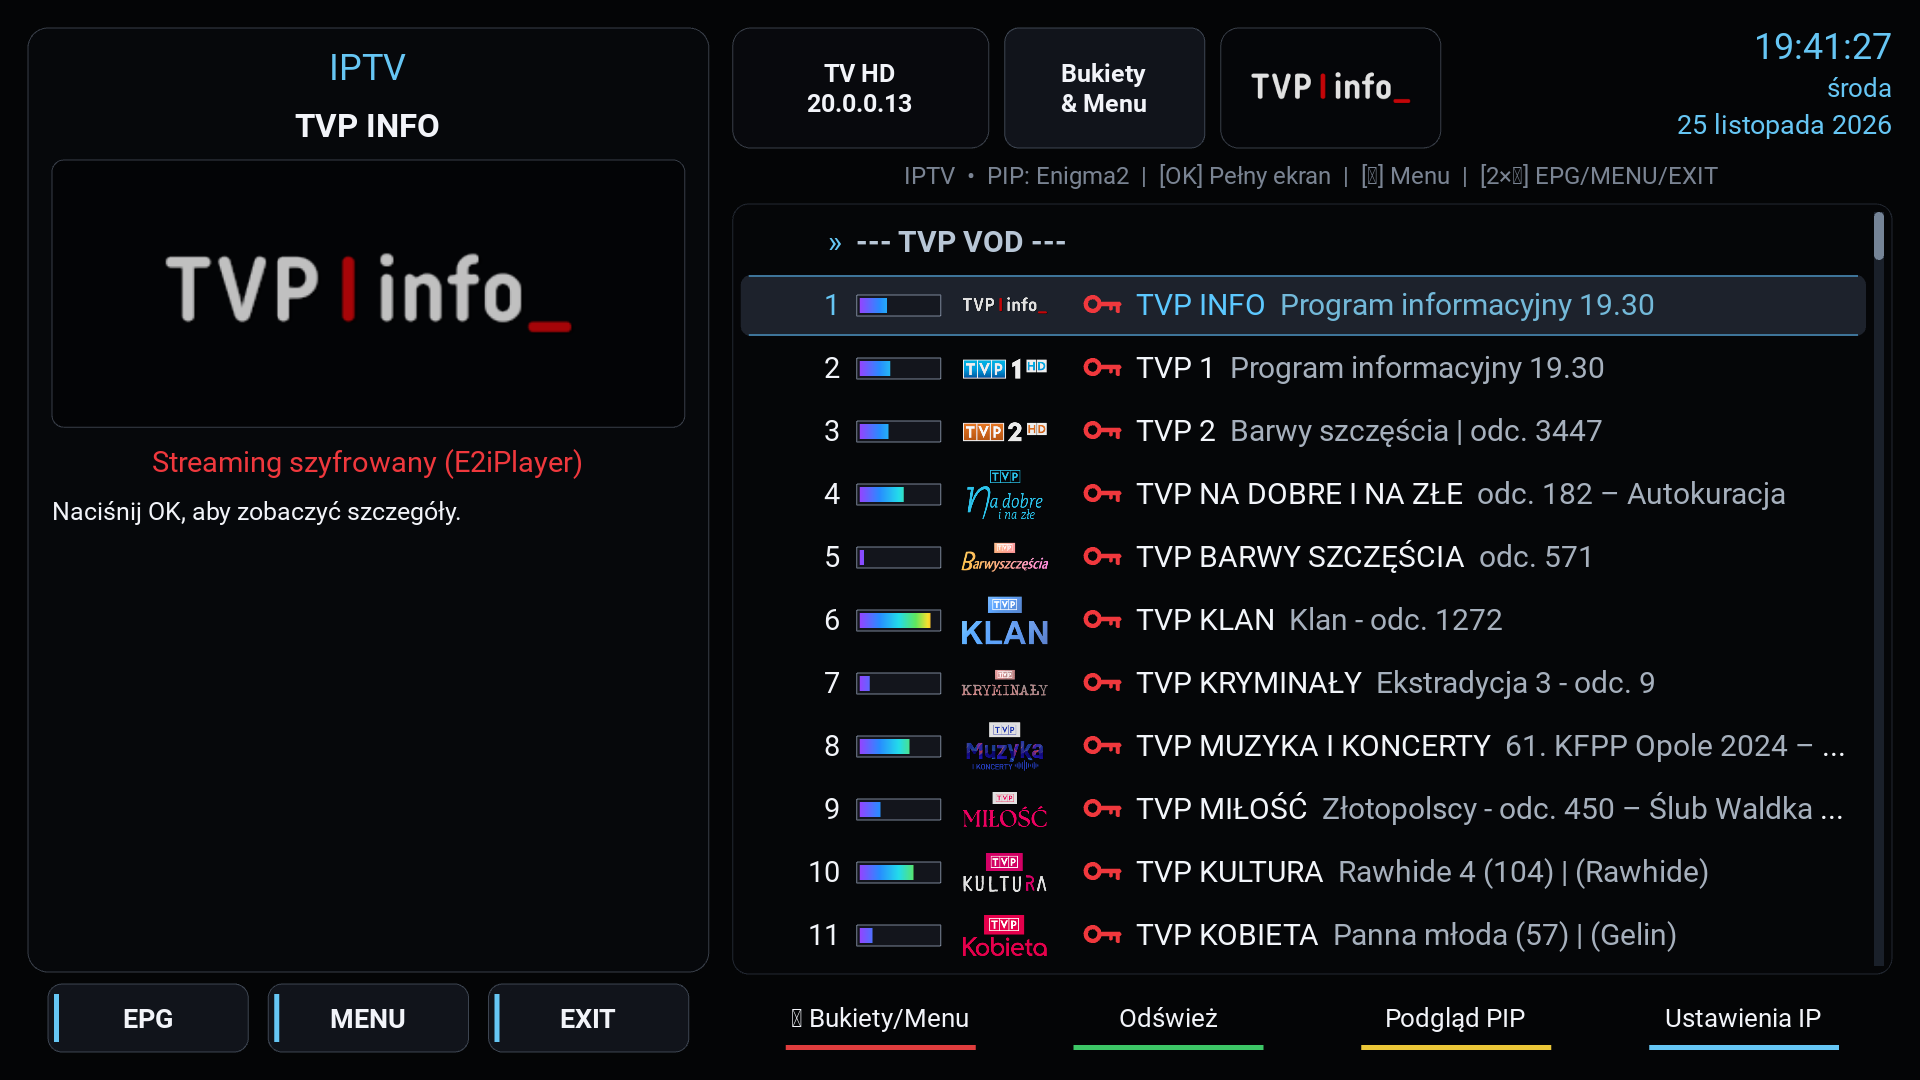 IPTV
TVP INFO
TVP info_
Streaming szyfrowany (E2iPlayer)
Naciśnij OK, aby zobaczyć szczegóły.
EPG
MENU
EXIT
TV HD
20.0.0.13
Bukiety
& Menu
TVP info_
19:41:27
środa
25 listopada 2026
IPTV • PIP: Enigma2 | [OK] Pełny ekran | [▯] Menu | [2×▯] EPG/MENU/EXIT
» --- TVP VOD ---
1 TVP info_ TVP INFO Program informacyjny 19.30
2 TVP 1 HD TVP 1 Program informacyjny 19.30
3 TVP 2 HD TVP 2 Barwy szczęścia | odc. 3447
4 TVP Na dobre i na złe TVP NA DOBRE I NA ZŁE odc. 182 – Autokuracja
5 TVP Barwy szczęścia TVP BARWY SZCZĘŚCIA odc. 571
6 TVP KLAN TVP KLAN Klan - odc. 1272
7 TVP KRYMINAŁY TVP KRYMINAŁY Ekstradycja 3 - odc. 9
8 TVP Muzyka I KONCERTY TVP MUZYKA I KONCERTY 61. KFPP Opole 2024 – ...
9 TVP MIŁOŚĆ TVP MIŁOŚĆ Złotopolscy - odc. 450 – Ślub Waldka ...
10 TVP KULTURA TVP KULTURA Rawhide 4 (104) | (Rawhide)
11 TVP Kobieta TVP KOBIETA Panna młoda (57) | (Gelin)
▯ Bukiety/Menu
Odśwież
Podgląd PIP
Ustawienia IP